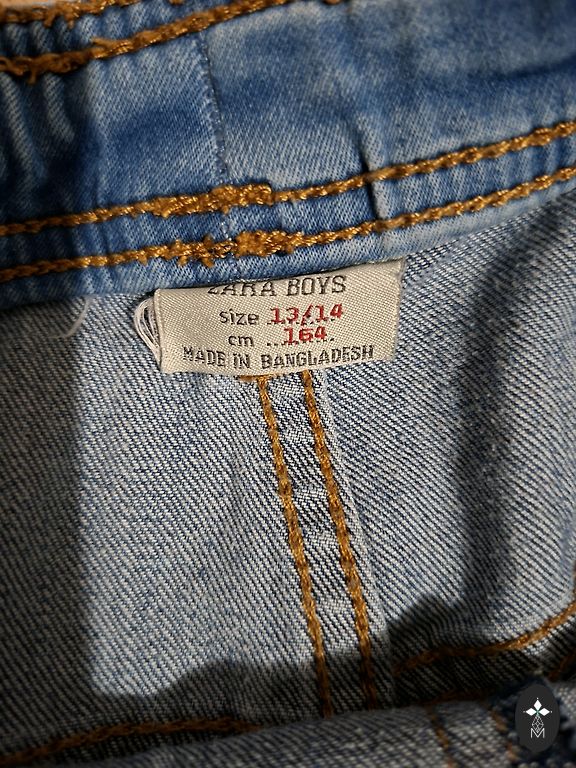 ZARA BOYS
size 13/14
cm 164
MADE IN BANGLADESH
M